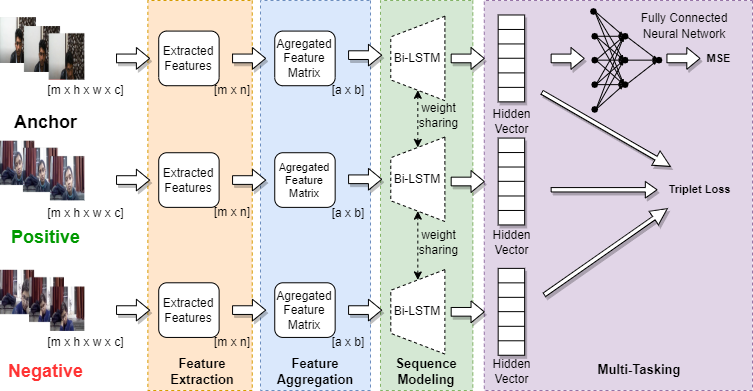 Extracted
Features
Agregated
Feature
Matrix
Bi-LSTM
Fully Connected
Neural Network
MSE
[m x h x w x c]
[m x n]
[a x b]
Anchor
weight
sharing
Hidden
Vector
Extracted
Features
Agregated
Feature
Matrix
Bi-LSTM
Triplet Loss
[m x h x w x c]
[m x n]
[a x b]
Positive
weight
sharing
Hidden
Vector
Extracted
Features
Agregated
Feature
Matrix
Bi-LSTM
[m x h x w x c]
[m x n]
[a x b]
Negative
Feature
Extraction
Feature
Aggregation
Sequence
Modeling
Hidden
Vector
Multi-Tasking